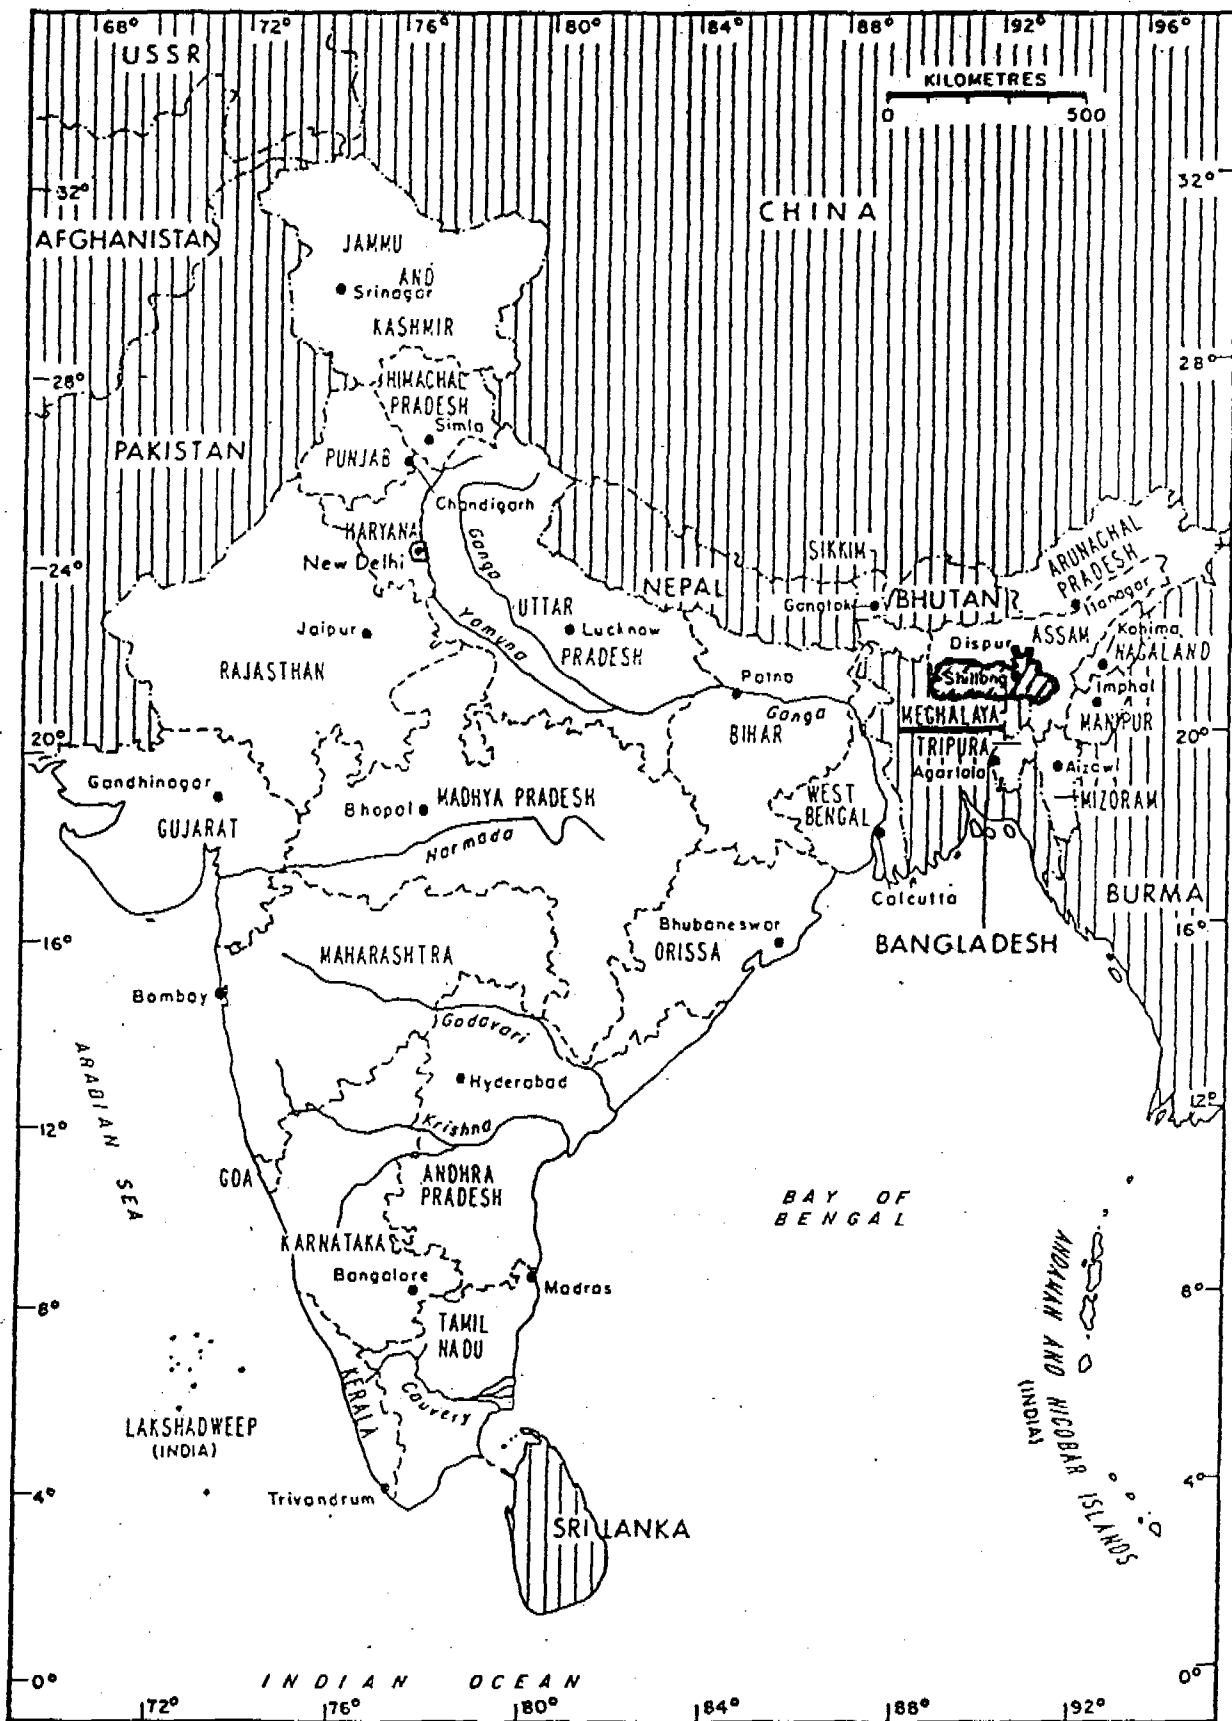 68° 72° 76° 80° 84° 88° 92° 96°
USSR
KILOMETRES
0 500
32° 32°
CHINA
AFGHANISTAN
JAMMU
AND
Srinagar
KASHMIR
28° 28°
HIMACHAL
PRADESH
Simla
PAKISTAN
PUNJAB
Chandigarh
HARYANA
New Delhi
Ganga
SIKKIM
ARUNACHAL
PRADESH
24°
NEPAL
Gangtok
BHUTAN
Itanagar
UTTAR
Lucknow
PRADESH
Yamuna
Jaipur
RAJASTHAN
ASSAM
Kohima
NAGALAND
Dispur
Shillong
Imphal
MANIPUR
Patna
Ganga
BIHAR
MEGHALAYA
20° 20°
TRIPURA
Agartala
Aizawl
MIZORAM
Gandhinagar
GUJARAT
Bhopal
MADHYA PRADESH
Narmada
WEST
BENGAL
Calcutta
BURMA
16° 16°
Bhubaneswar
ORISSA
BANGLADESH
MAHARASHTRA
Bombay
Godavari
ARADIAN SEA
Hyderabad
12° 12°
Krishna
GOA
ANDHRA
PRADESH
BAY OF
BENGAL
KARNATAKA
Bangalore
Madras
8° 8°
TAMIL
NADU
ANDAMAN AND NICOBAR ISLANDS
(INDIA)
KERALA
Cauvery
LAKSHADWEEP
(INDIA)
4° 4°
Trivandrum
SRI LANKA
0° 0°
INDIAN OCEAN
72° 76° 80° 84° 88° 92°